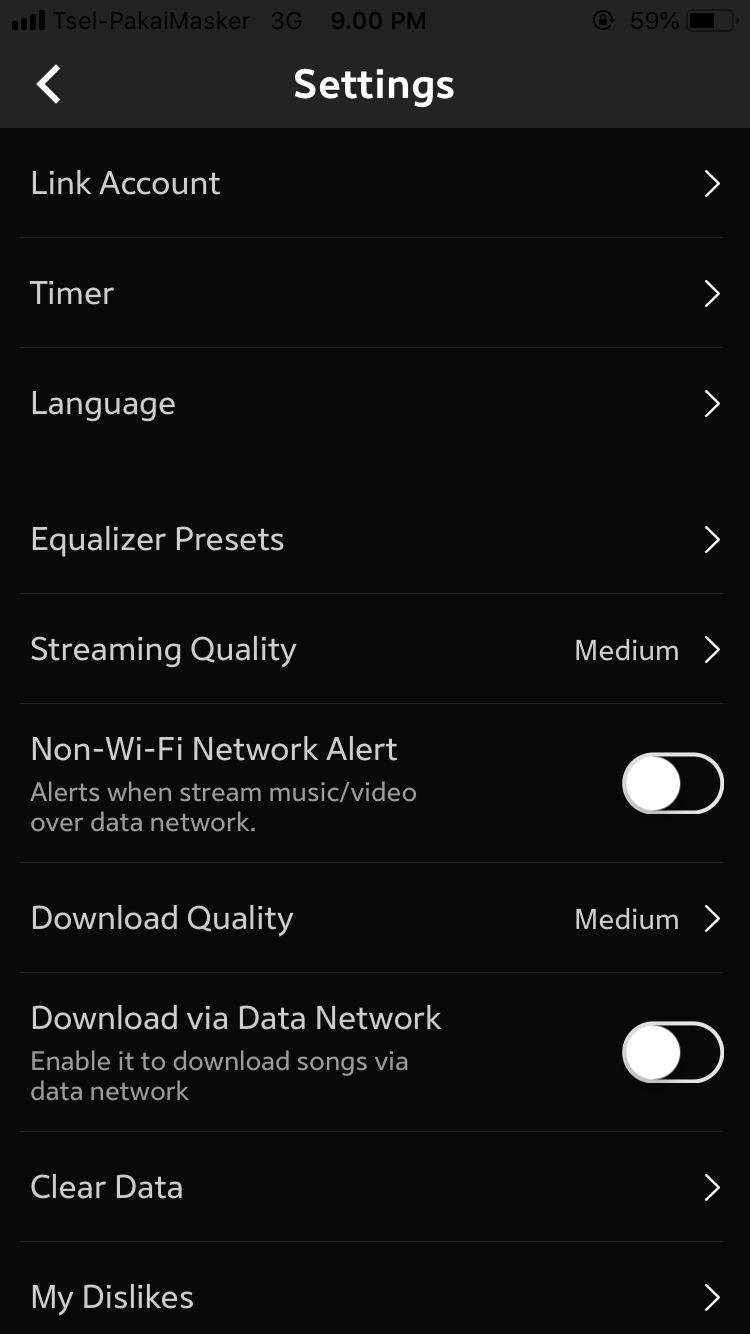 Tsel-PakaiMasker 3G 9.00 PM 59%
Settings
Link Account
Timer
Language
Equalizer Presets
Streaming Quality Medium
Non-Wi-Fi Network Alert
Alerts when stream music/video
over data network.
Download Quality Medium
Download via Data Network
Enable it to download songs via
data network
Clear Data
My Dislikes